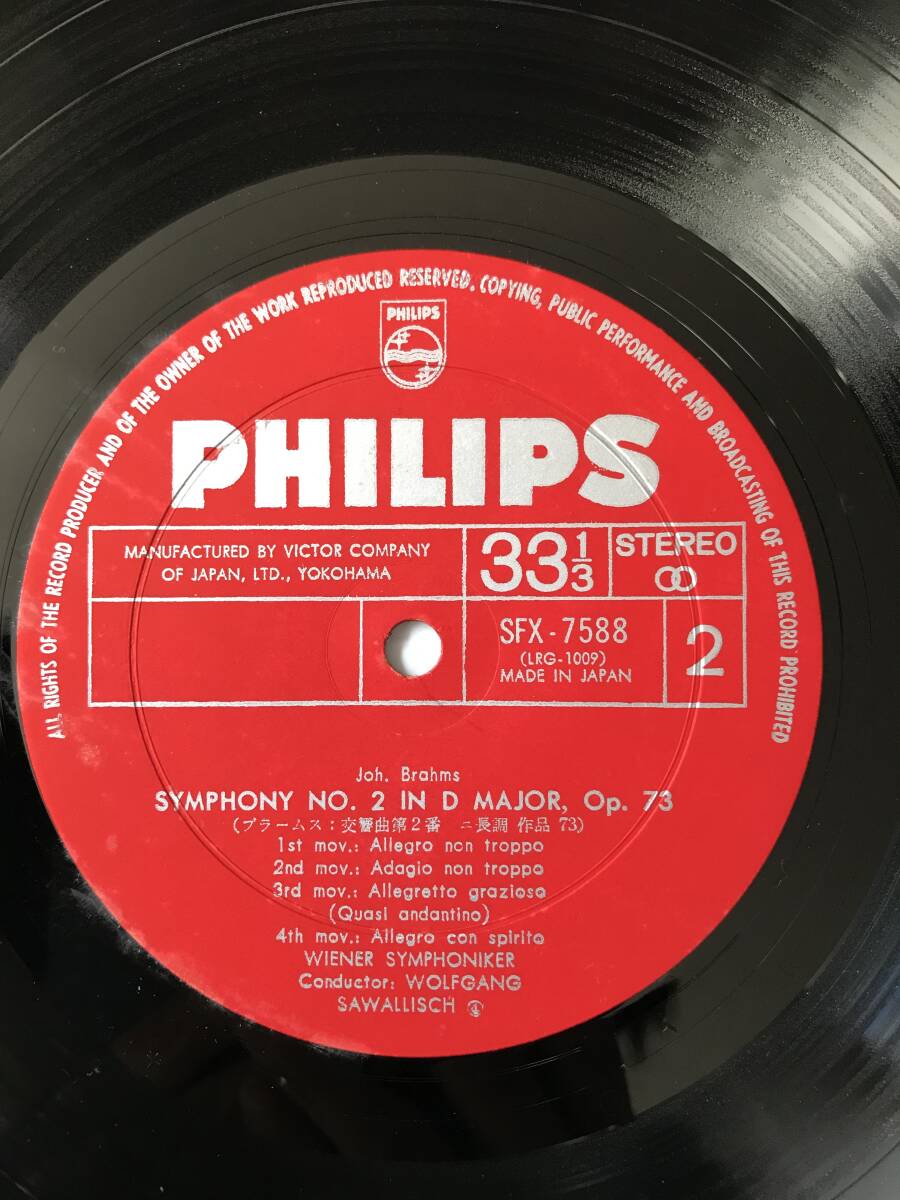 ALL RIGHTS OF THE RECORD PRODUCER AND OF THE OWNER OF THE WORK REPRODUCED RESERVED. COPYING, PUBLIC PERFORMANCE AND BROADCASTING OF THIS RECORD PROHIBITED
PHILIPS
PHILIPS
MANUFACTURED BY VICTOR COMPANY
OF JAPAN, LTD., YOKOHAMA
33 1/3
STEREO
SFX-7588
(LRG-1009)
MADE IN JAPAN
2
Joh. Brahms
SYMPHONY NO. 2 IN D MAJOR, Op. 73
(ブラームス:交響曲第2番 ニ長調 作品 73)
1st mov.: Allegro non troppo
2nd mov.: Adagio non troppo
3rd mov.: Allegretto grazioso
(Quasi andantino)
4th mov.: Allegro con spirito
WIENER SYMPHONIKER
Conductor: WOLFGANG
SAWALLISCH